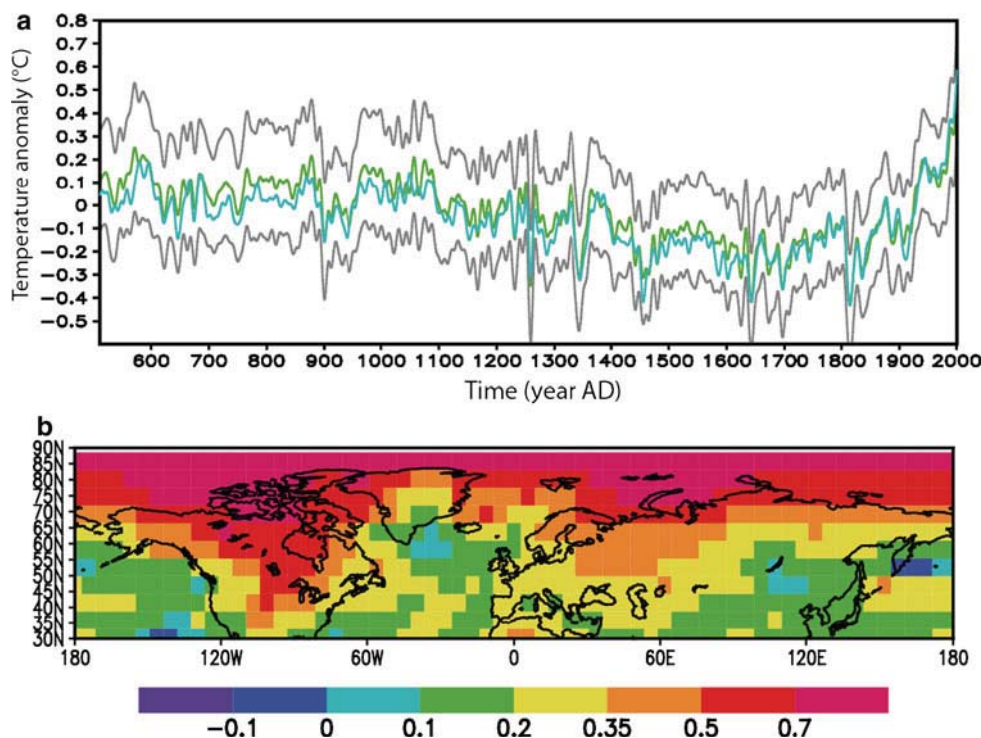 a
0.8
0.7
0.6
0.5
0.4
0.3
0.2
0.1
0
−0.1
−0.2
−0.3
−0.4
−0.5
Temperature anomaly (°C)
600 700 800 900 1000 1100 1200 1300 1400 1500 1600 1700 1800 1900 2000
Time (year AD)
b
90N
85N
80N
75N
70N
65N
60N
55N
50N
45N
40N
35N
30N
180 120W 60W 0 60E 120E 180
−0.1 0 0.1 0.2 0.35 0.5 0.7